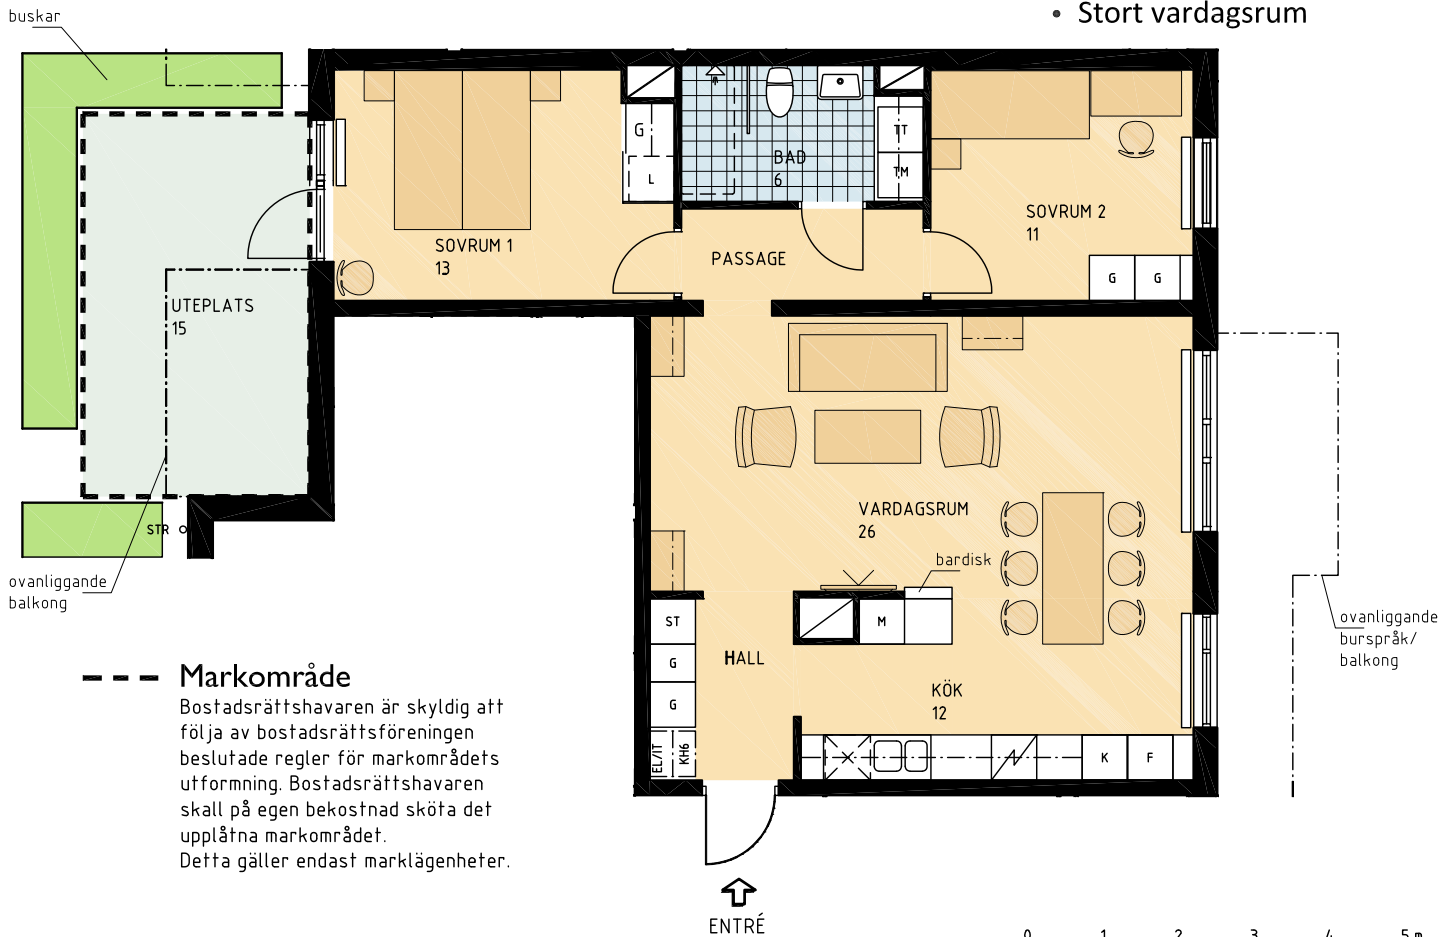 • Stort vardagsrum
buskar
G
L
BAD
6
TT
TM
SOVRUM 1
13
PASSAGE
SOVRUM 2
11
G G
UTEPLATS
15
STR
ovanliggande
balkong
VARDAGSRUM
26
bardisk
ST
G
G
EL/IT
KH6
HALL
M
KÖK
12
K F
ovanliggande
burspråk/
balkong
Markområde
Bostadsrättshavaren är skyldig att
följa av bostadsrättsföreningen
beslutade regler för markområdets
utformning. Bostadsrättshavaren
skall på egen bekostnad sköta det
upplåtna markområdet.
Detta gäller endast marklägenheter.
ENTRÉ
0 1 2 3 4 5 m